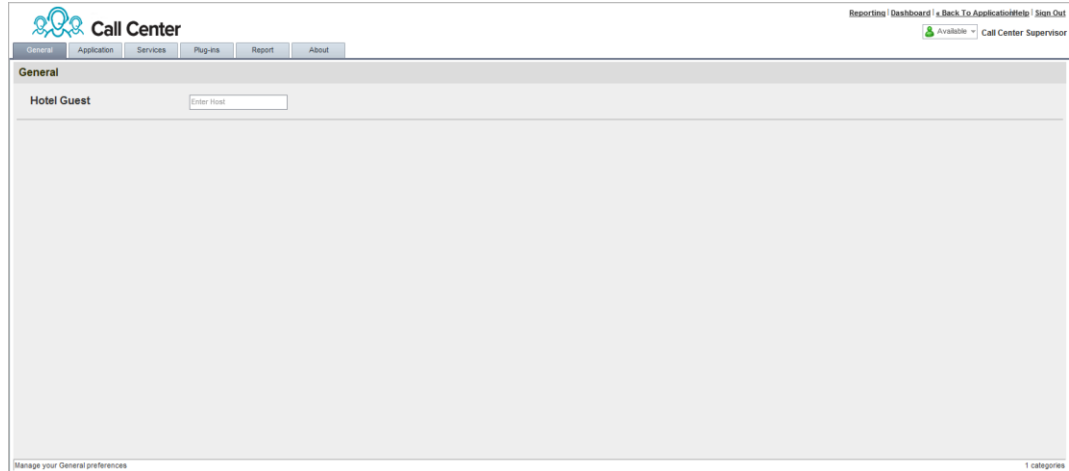 Reporting | Dashboard | « Back To Application Help | Sign Out
Call Center
Available Call Center Supervisor
General Application Services Plug-ins Report About
General
Hotel Guest Enter Host
Manage your General preferences 1 categories